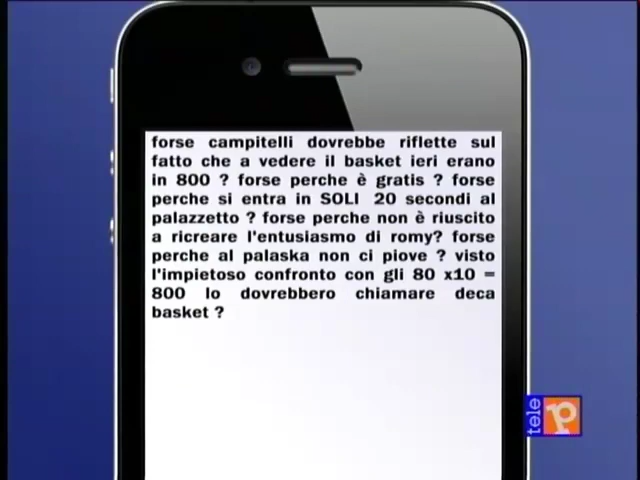 forse campitelli dovrebbe riflette sul
fatto che a vedere il basket ieri erano
in 800 ? forse perche è gratis ? forse
perche si entra in SOLI 20 secondi al
palazzetto ? forse perche non è riuscito
a ricreare l'entusiasmo di romy? forse
perche al palaska non ci piove ? visto
l'impietoso confronto con gli 80 x10 =
800 lo dovrebbero chiamare deca
basket ?
tele p